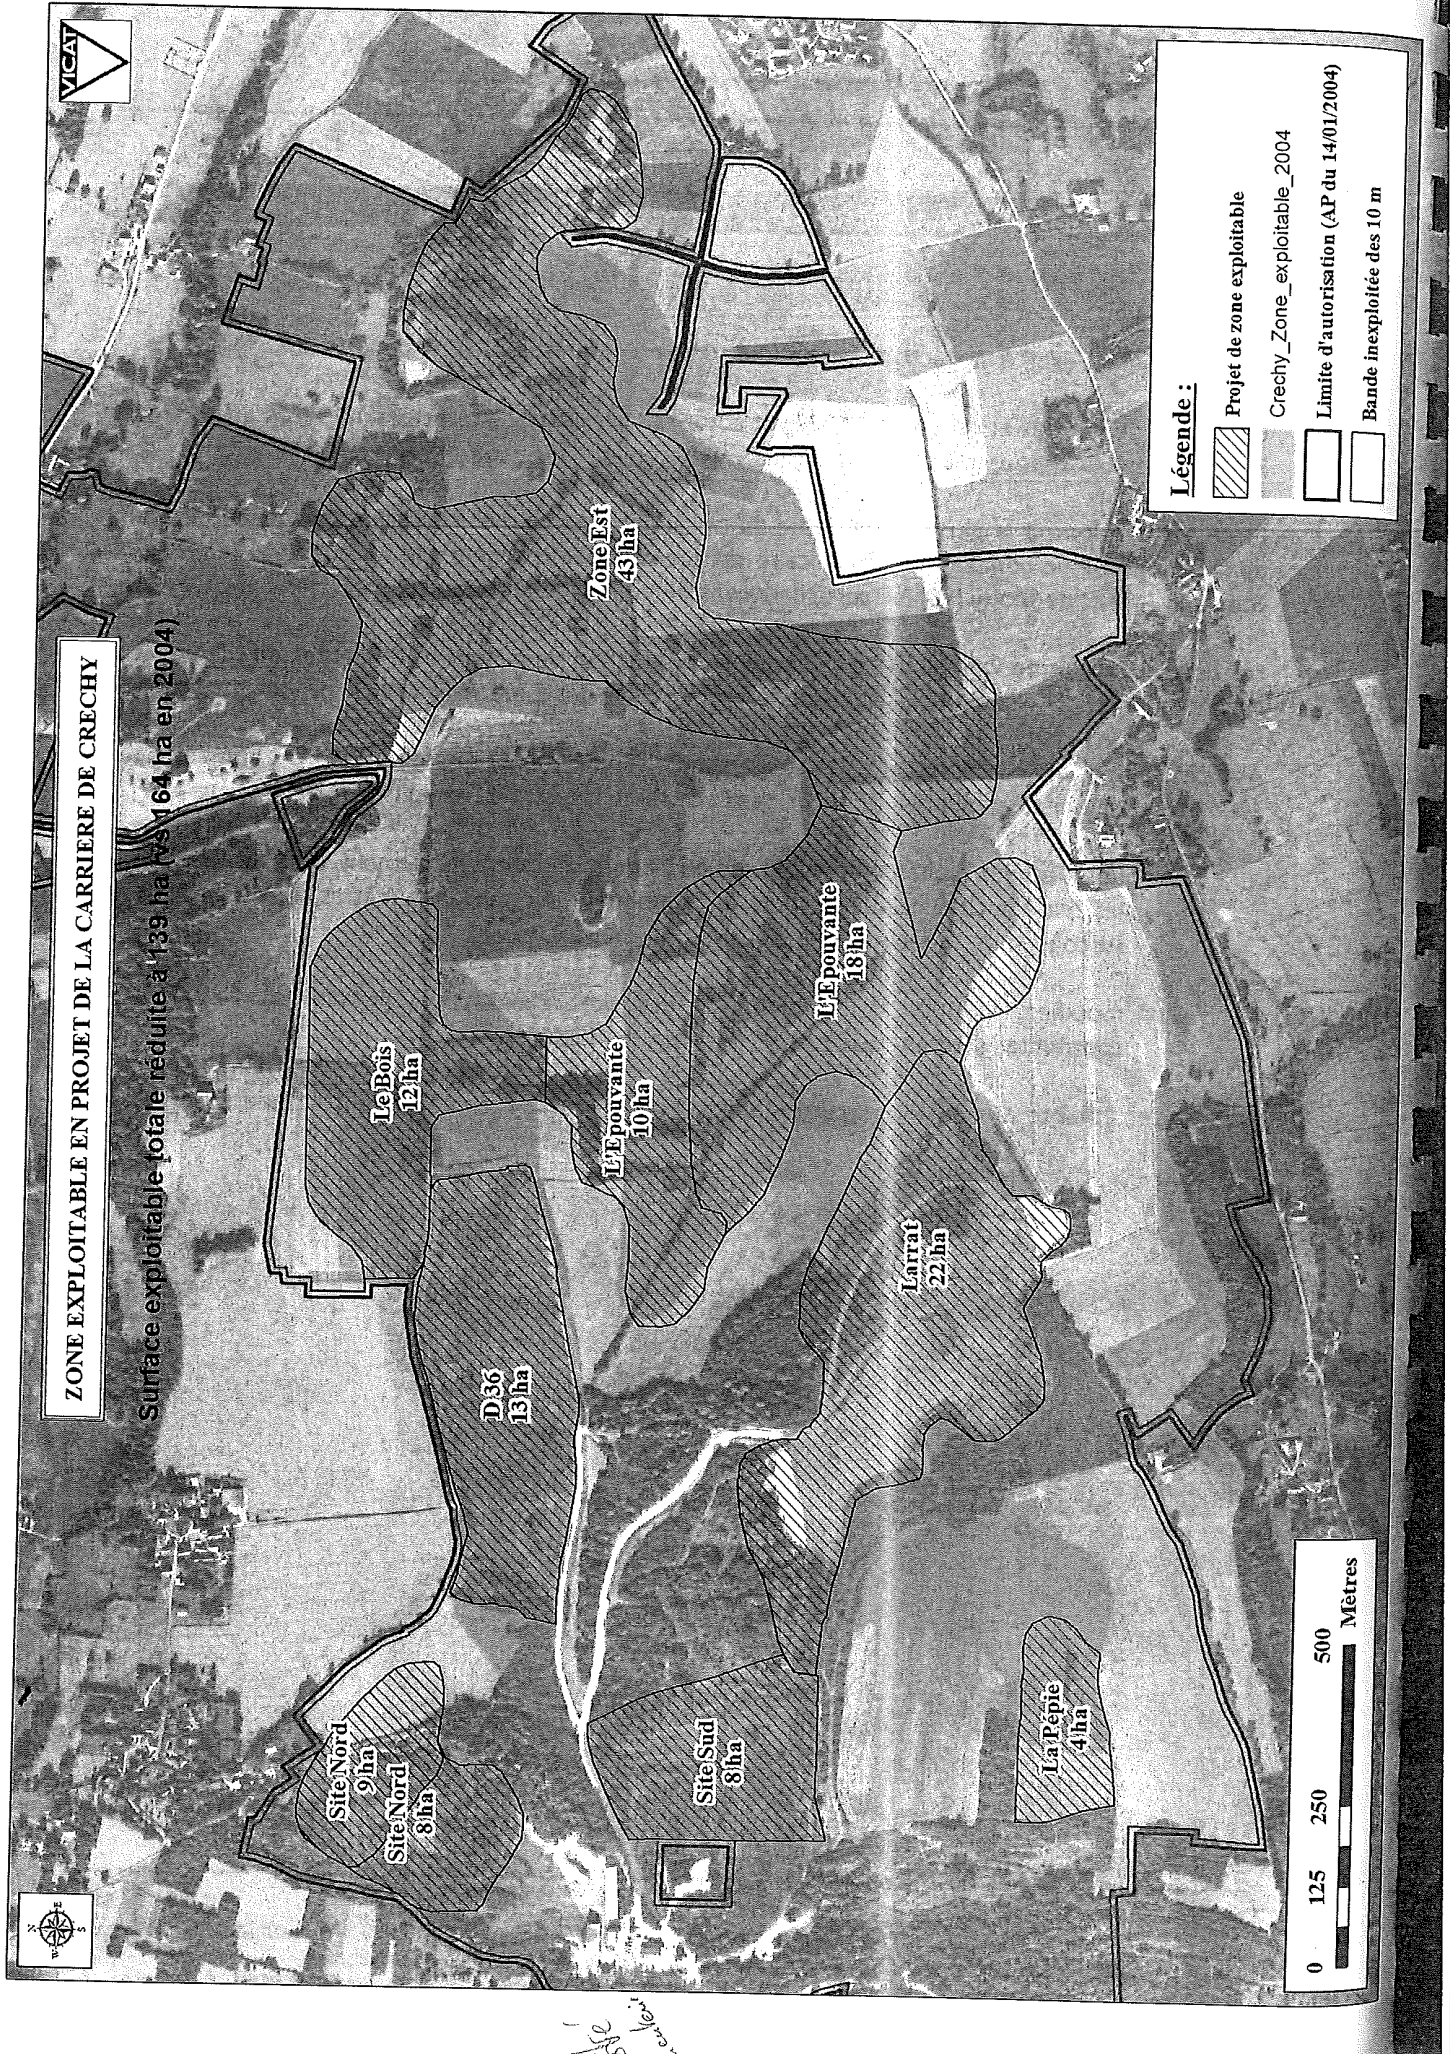 VICAT
ZONE EXPLOITABLE EN PROJET DE LA CARRIERE DE CRECHY
Surface exploitable totale réduite à 139 ha (vs 164 ha en 2004)
N
W
E
S
Site Nord
9 ha
Site Nord
8 ha
D 36
13 ha
Le Bois
12 ha
L'Epouvante
10 ha
L'Epouvante
18 ha
Zone Est
43 ha
Site Sud
8 ha
Larrat
22 ha
La Pépie
4 ha
0 125 250 500
Mètres
Légende :
Projet de zone exploitable
Crechy_Zone_exploitable_2004
Limite d'autorisation (AP du 14/01/2004)
Bande inexploitée des 10 m